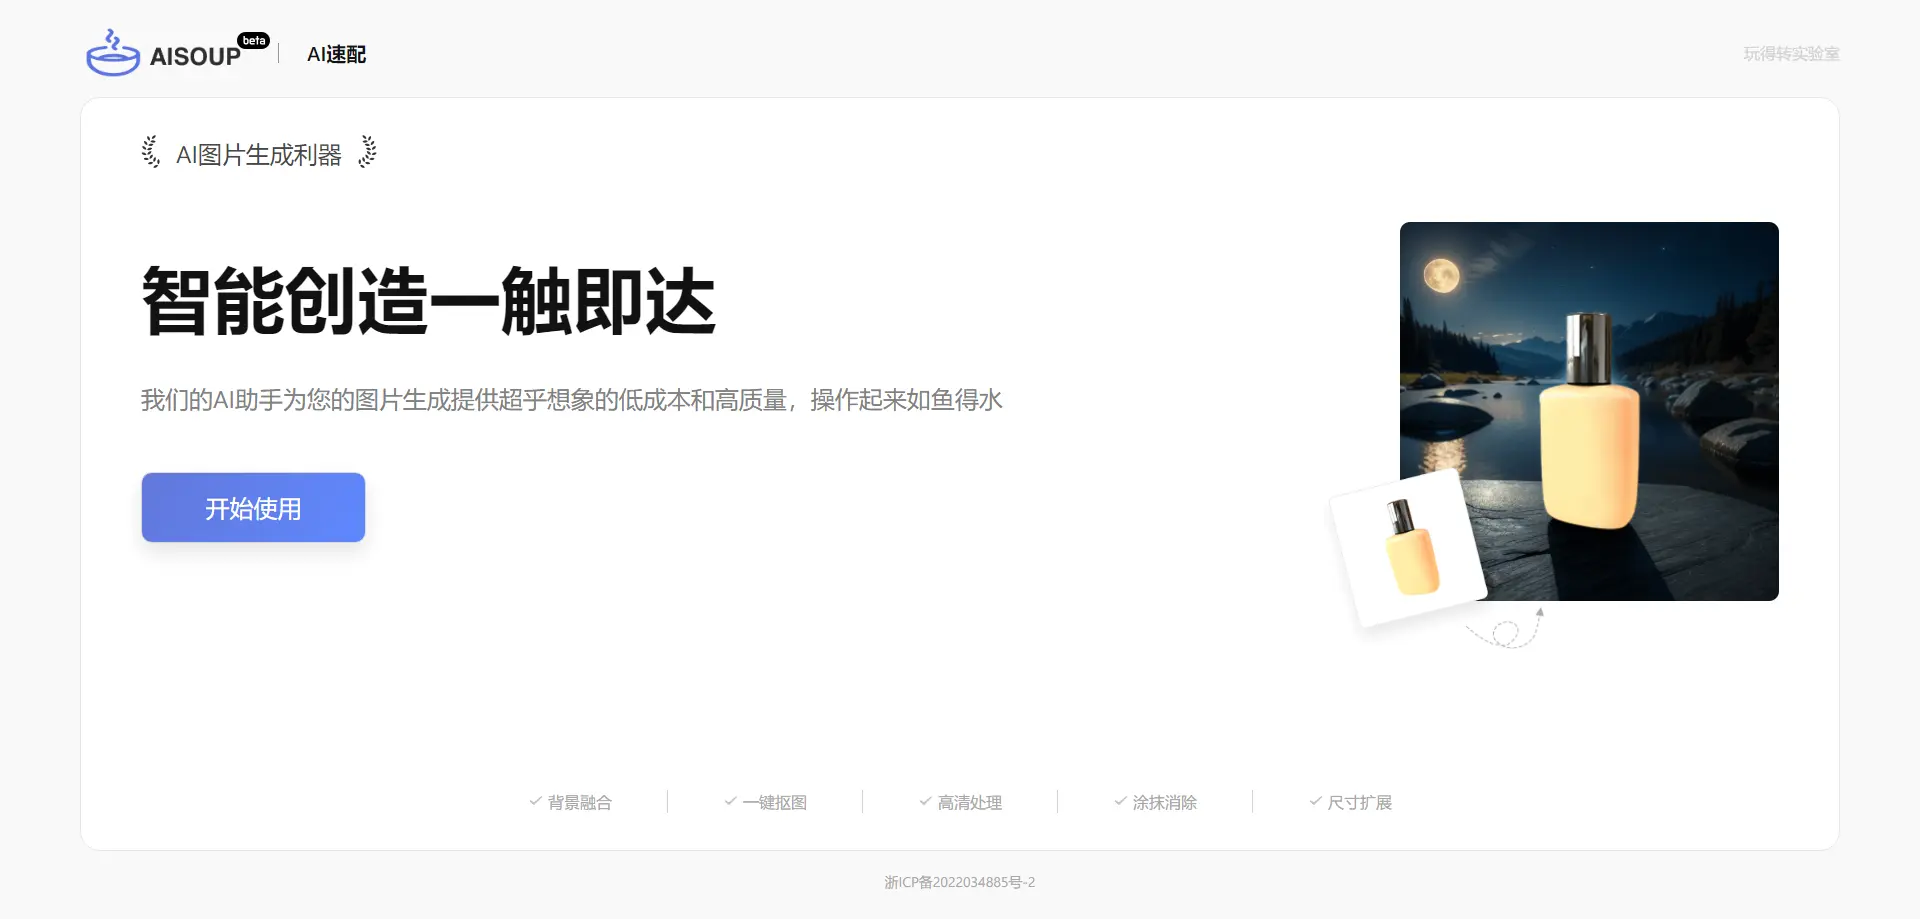 AISOUP beta AI速配
玩得转实验室
AI图片生成利器
智能创造一触即达
我们的AI助手为您的图片生成提供超乎想象的低成本和高质量，操作起来如鱼得水
开始使用
背景融合 一键抠图 高清处理 涂抹消除 尺寸扩展
浙ICP备2022034885号-2